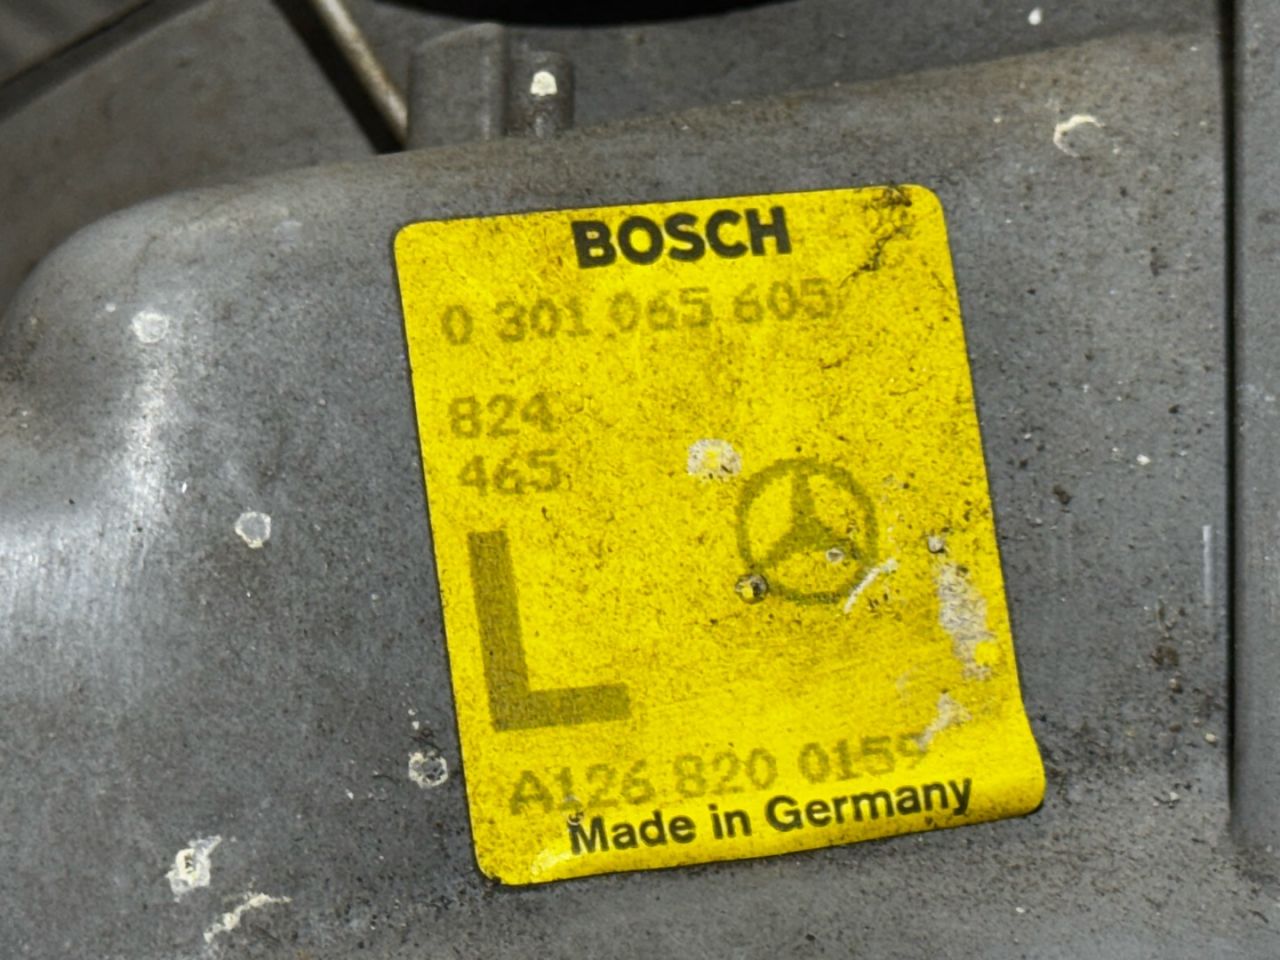 BOSCH
0 301 065 605
824
465
L
A126 820 0159
Made in Germany